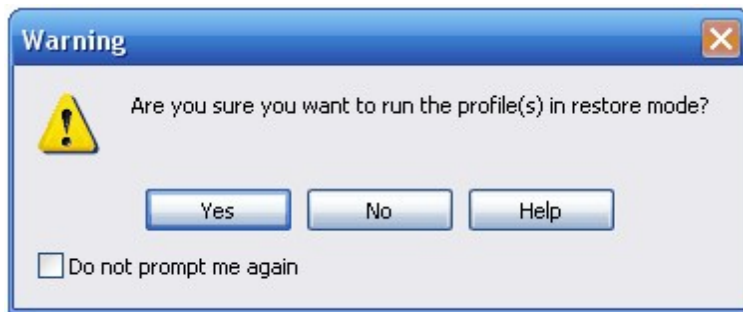 Warning
Are you sure you want to run the profile(s) in restore mode?
Yes No Help
Do not prompt me again